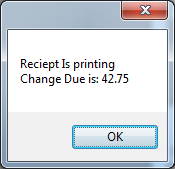 Reciept Is printing
Change Due is: 42.75
OK